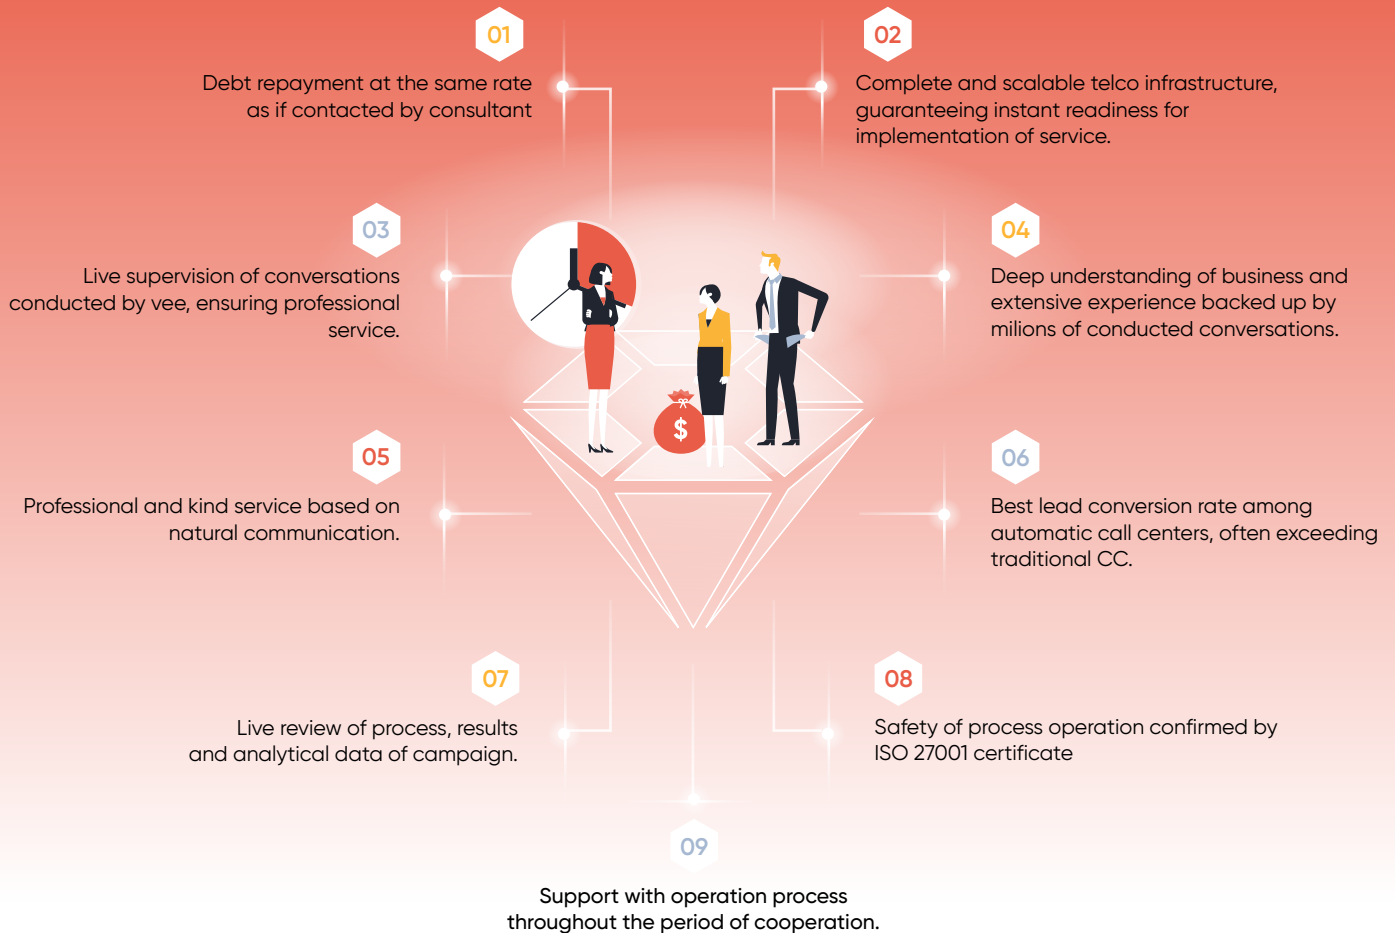 01
Debt repayment at the same rate
as if contacted by consultant
02
Complete and scalable telco infrastructure,
guaranteeing instant readiness for
implementation of service.
03
Live supervision of conversations
conducted by vee, ensuring professional
service.
04
Deep understanding of business and
extensive experience backed up by
milions of conducted conversations.
$
05
Professional and kind service based on
natural communication.
06
Best lead conversion rate among
automatic call centers, often exceeding
traditional CC.
07
Live review of process, results
and analytical data of campaign.
08
Safety of process operation confirmed by
ISO 27001 certificate
09
Support with operation process
throughout the period of cooperation.